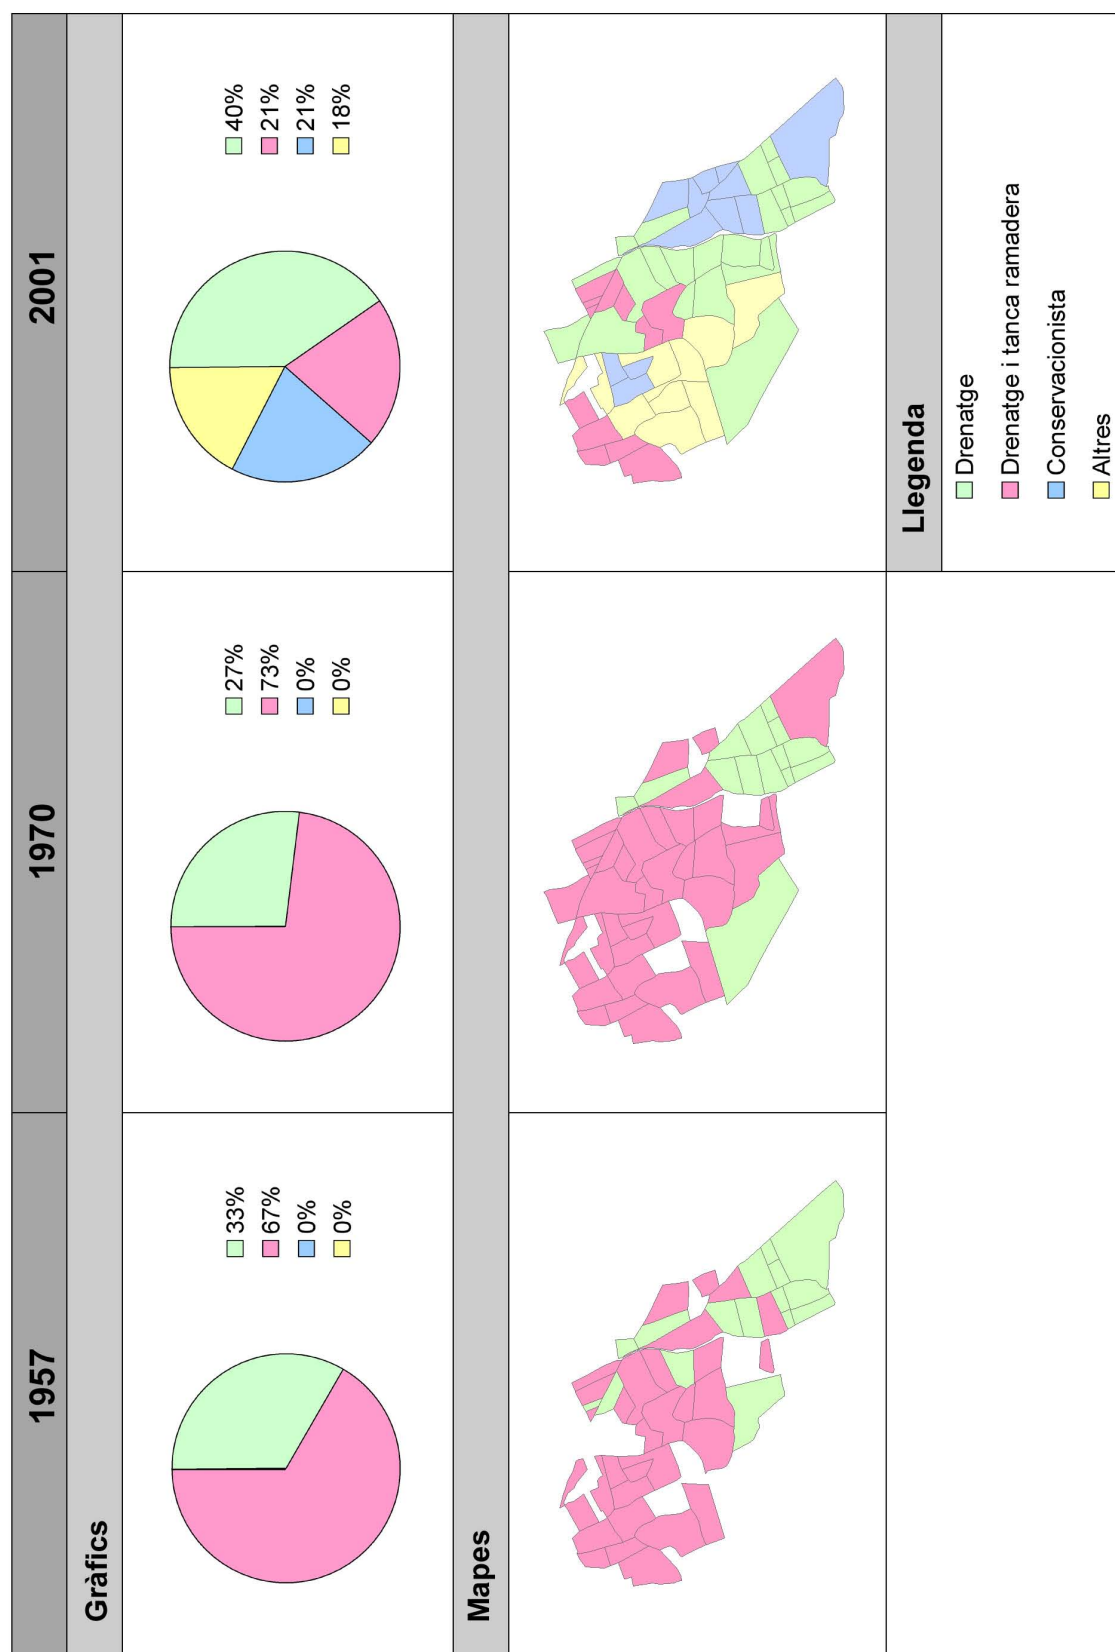 1957 1970 2001
Gràfics
33%
67%
0%
0%
27%
73%
0%
0%
40%
21%
21%
18%
Mapes
Llegenda
Drenatge
Drenatge i tanca ramadera
Conservacionista
Altres